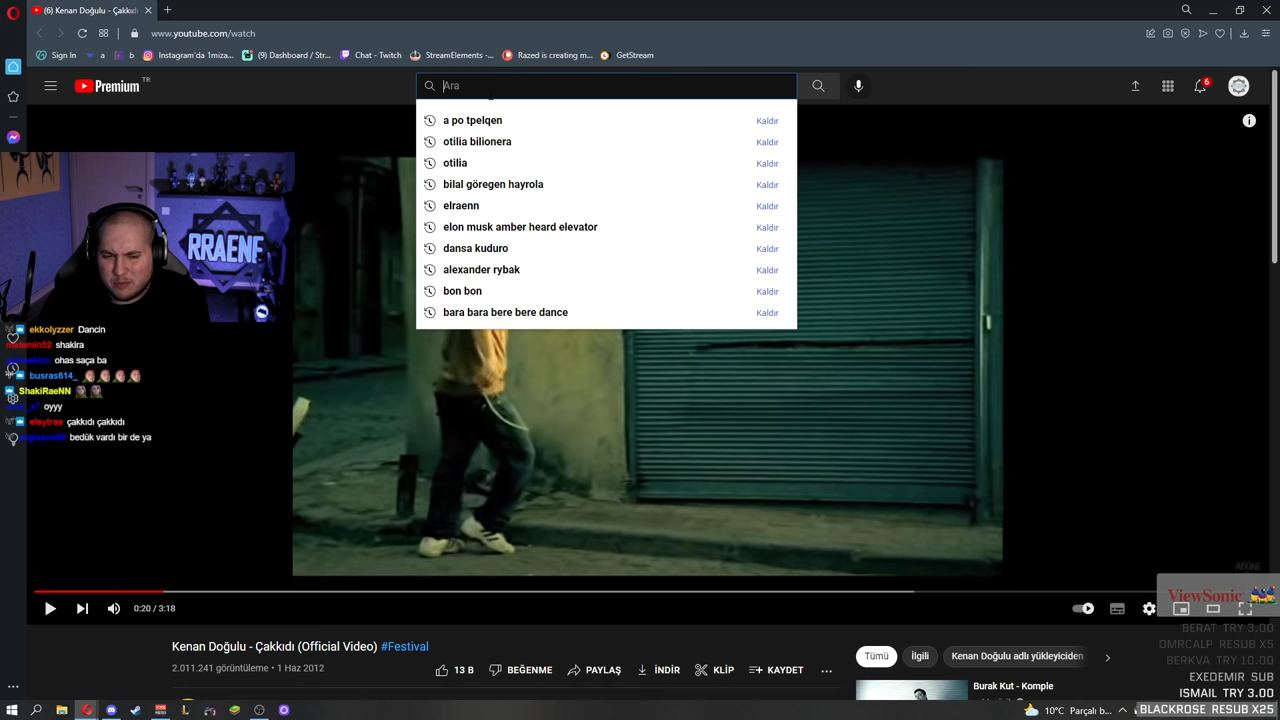 (6) Kenan Doğulu - Çakkıdı
www.youtube.com/watch
Sign In
a
b
Instagram'da 1miza...
(9) Dashboard / Str...
Chat - Twitch
StreamElements -...
Razed is creating m...
GetStream
Premium TR
Ara
6
a po tpelqen Kaldır
otilia bilionera Kaldır
otilia Kaldır
bilal göregen hayrola Kaldır
elraenn Kaldır
elon musk amber heard elevator Kaldır
dansa kuduro Kaldır
alexander rybak Kaldır
bon bon Kaldır
bara bara bere bere dance Kaldır
RRAENE
ekkolyzzer Dancin
shakira
ohas saça ba
busras614_
ShakiRaeNN
oyyy
çakkıdı çakkıdı
bedük vardı bir de ya
ABONE
ViewSonic
0:20 / 3:18
BERAT TRY 3.00
OMRCALP RESUB X5
BERKVA TRY 10.00
EXEDEMIR SUB
ISMAIL TRY 3.00
BLACKROSE RESUB X25
Kenan Doğulu - Çakkıdı (Official Video) #Festival
2.011.241 görüntüleme • 1 Haz 2012
13 B
BEĞENME
PAYLAŞ
İNDİR
KLİP
KAYDET
Tümü
İlgili
Kenan Doğulu adlı yükleyiciden
Burak Kut - Komple
10°C Parçalı b...